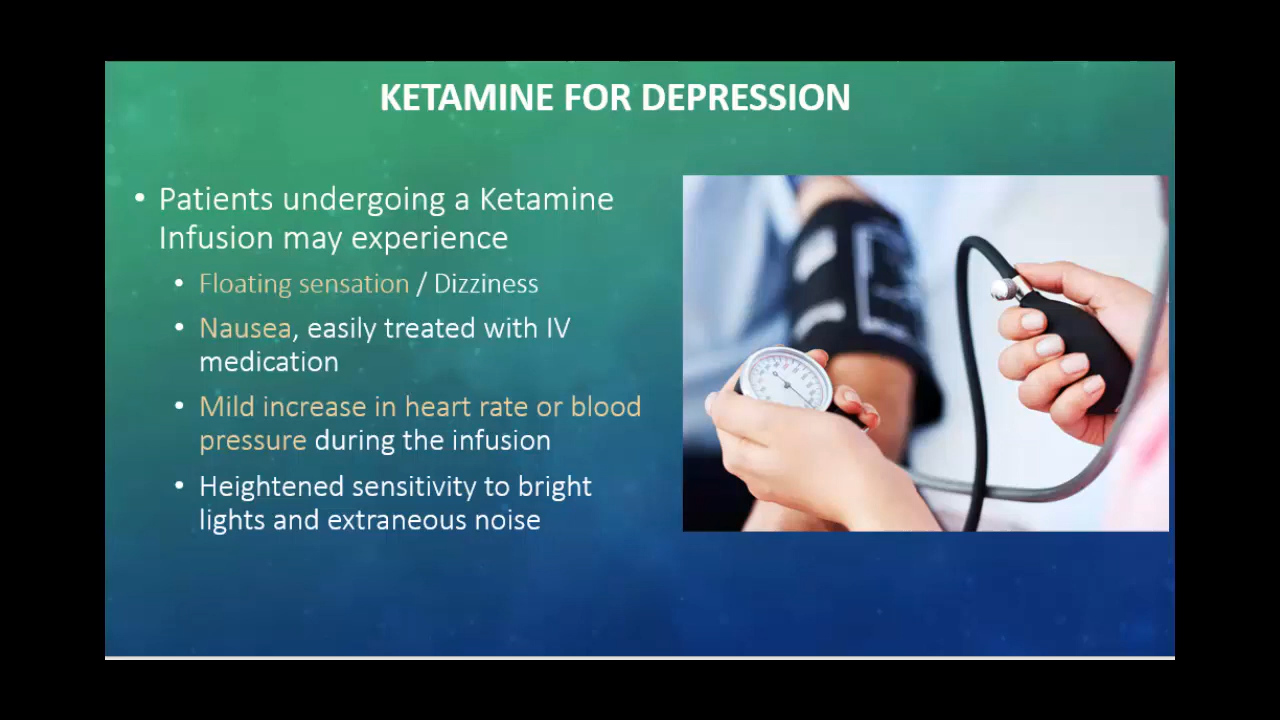 KETAMINE FOR DEPRESSION
• Patients undergoing a Ketamine
Infusion may experience
• Floating sensation / Dizziness
• Nausea, easily treated with IV
medication
• Mild increase in heart rate or blood
pressure during the infusion
• Heightened sensitivity to bright
lights and extraneous noise